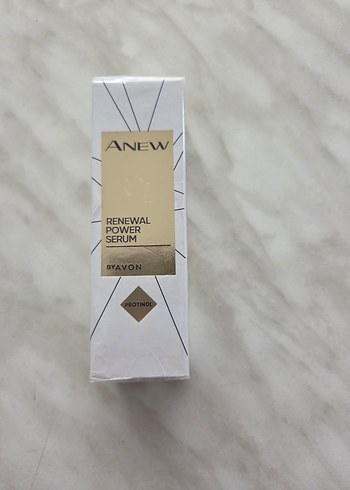 ANEW
RENEWAL
POWER
SERUM
BY AVON
PROTINOL